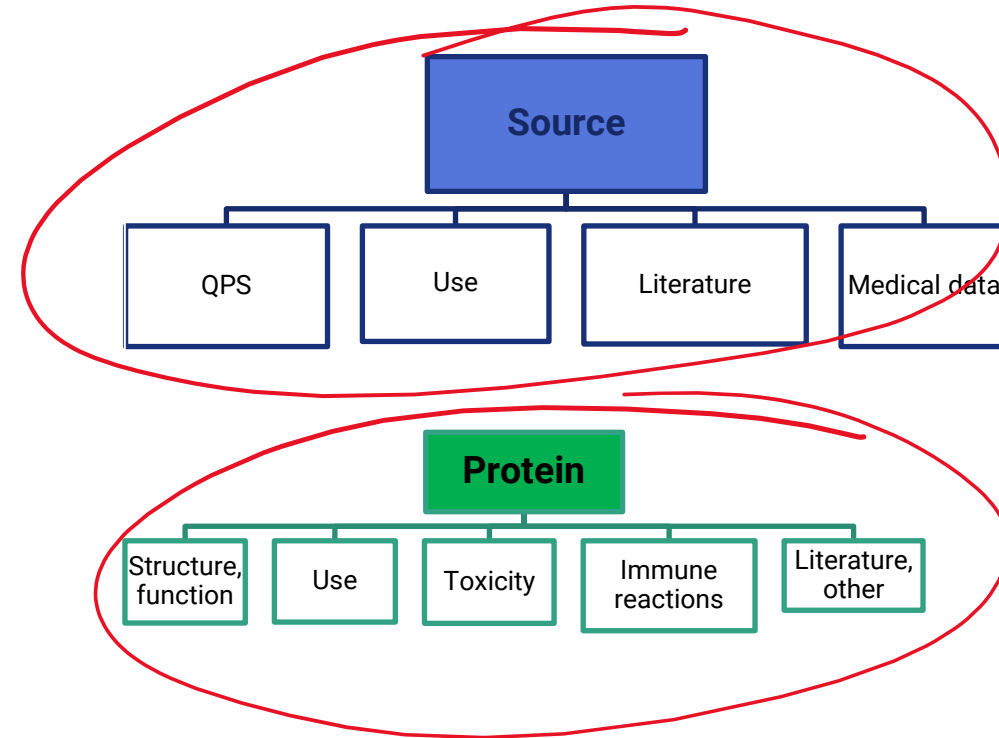 Source
QPS
Use
Literature
Medical data
Protein
Structure,
function
Use
Toxicity
Immune
reactions
Literature,
other